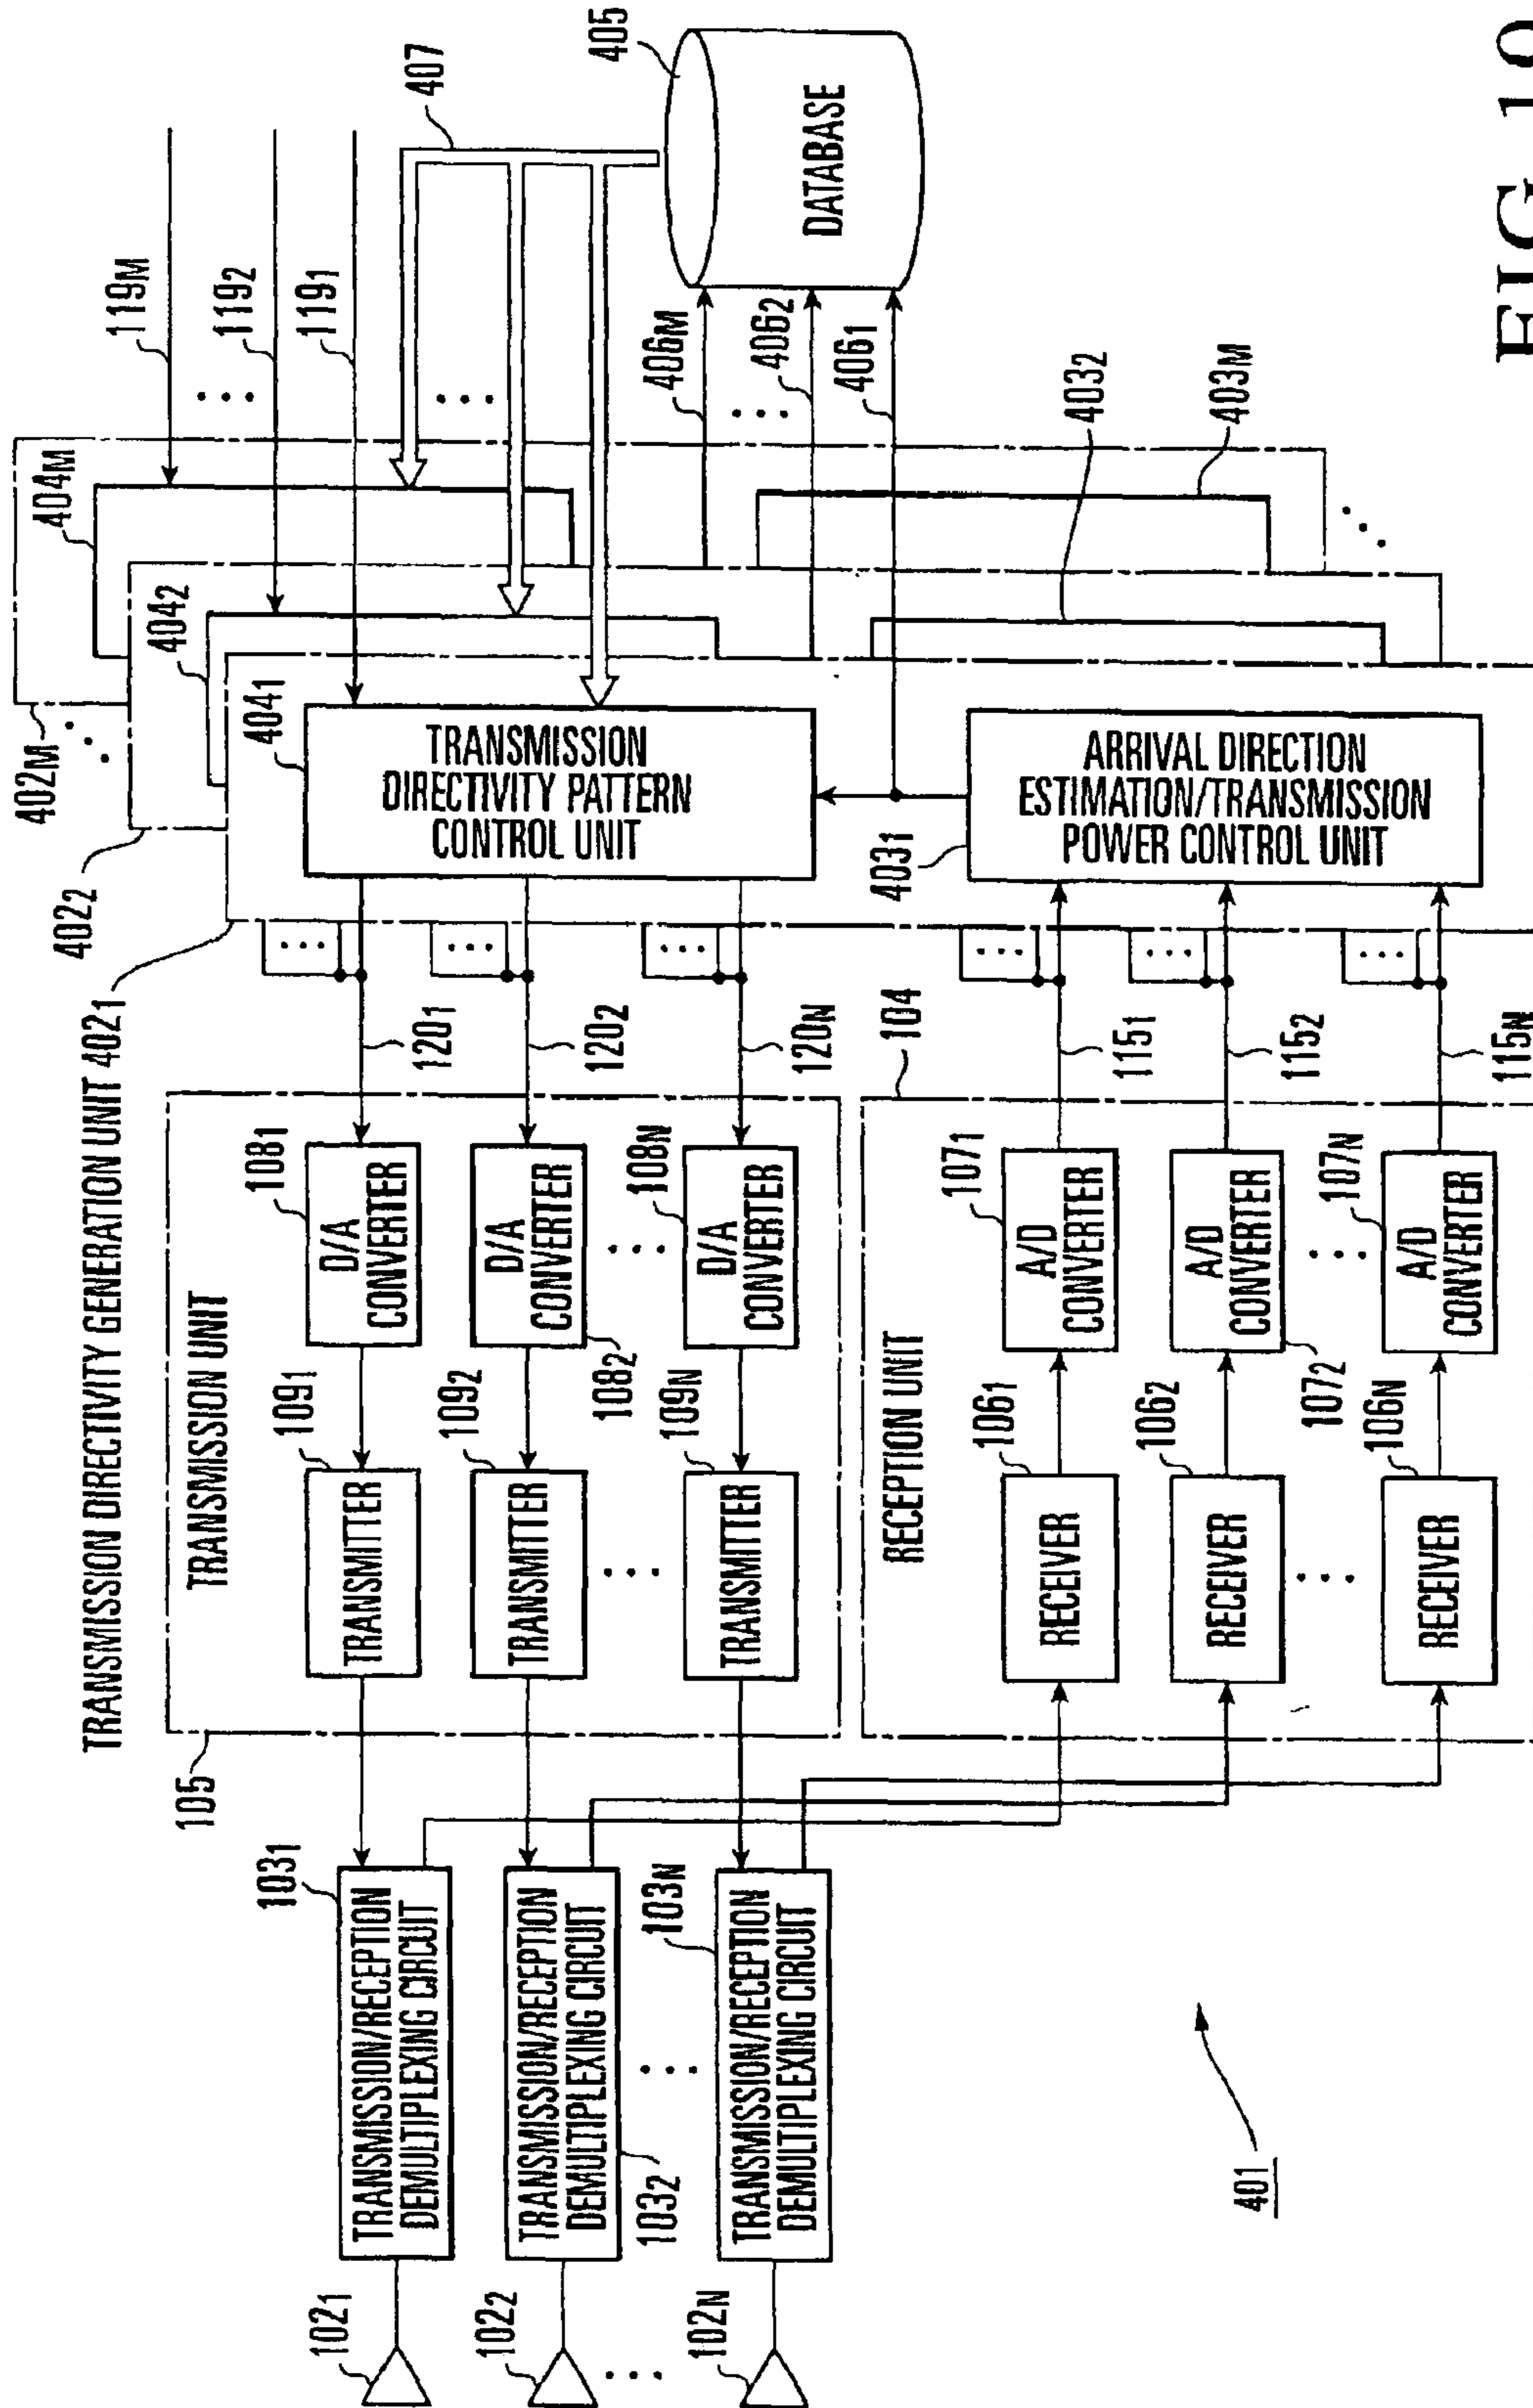 TRANSMISSION DIRECTIVITY GENERATION UNIT 402₁
402₂
402M
404M
404₂
404₁
119M
119₂
119₁
407
405
DATABASE
406M
406₂
406₁
403₂
403M
TRANSMISSION
DIRECTIVITY PATTERN
CONTROL UNIT
403₁
ARRIVAL DIRECTION
ESTIMATION/TRANSMISSION
POWER CONTROL UNIT
105
TRANSMISSION UNIT
120₁
120₂
120N
108₁
D/A
CONVERTER
108₂
D/A
CONVERTER
108N
D/A
CONVERTER
109₁
TRANSMITTER
109₂
TRANSMITTER
109N
TRANSMITTER
104
RECEPTION UNIT
115₁
115₂
115N
107₁
A/D
CONVERTER
107₂
A/D
CONVERTER
107N
A/D
CONVERTER
106₁
RECEIVER
106₂
RECEIVER
106N
RECEIVER
103₁
TRANSMISSION/RECEPTION
DEMULTIPLEXING CIRCUIT
103₂
TRANSMISSION/RECEPTION
DEMULTIPLEXING CIRCUIT
103N
TRANSMISSION/RECEPTION
DEMULTIPLEXING CIRCUIT
102₁
102₂
102N
401
FIG. 10